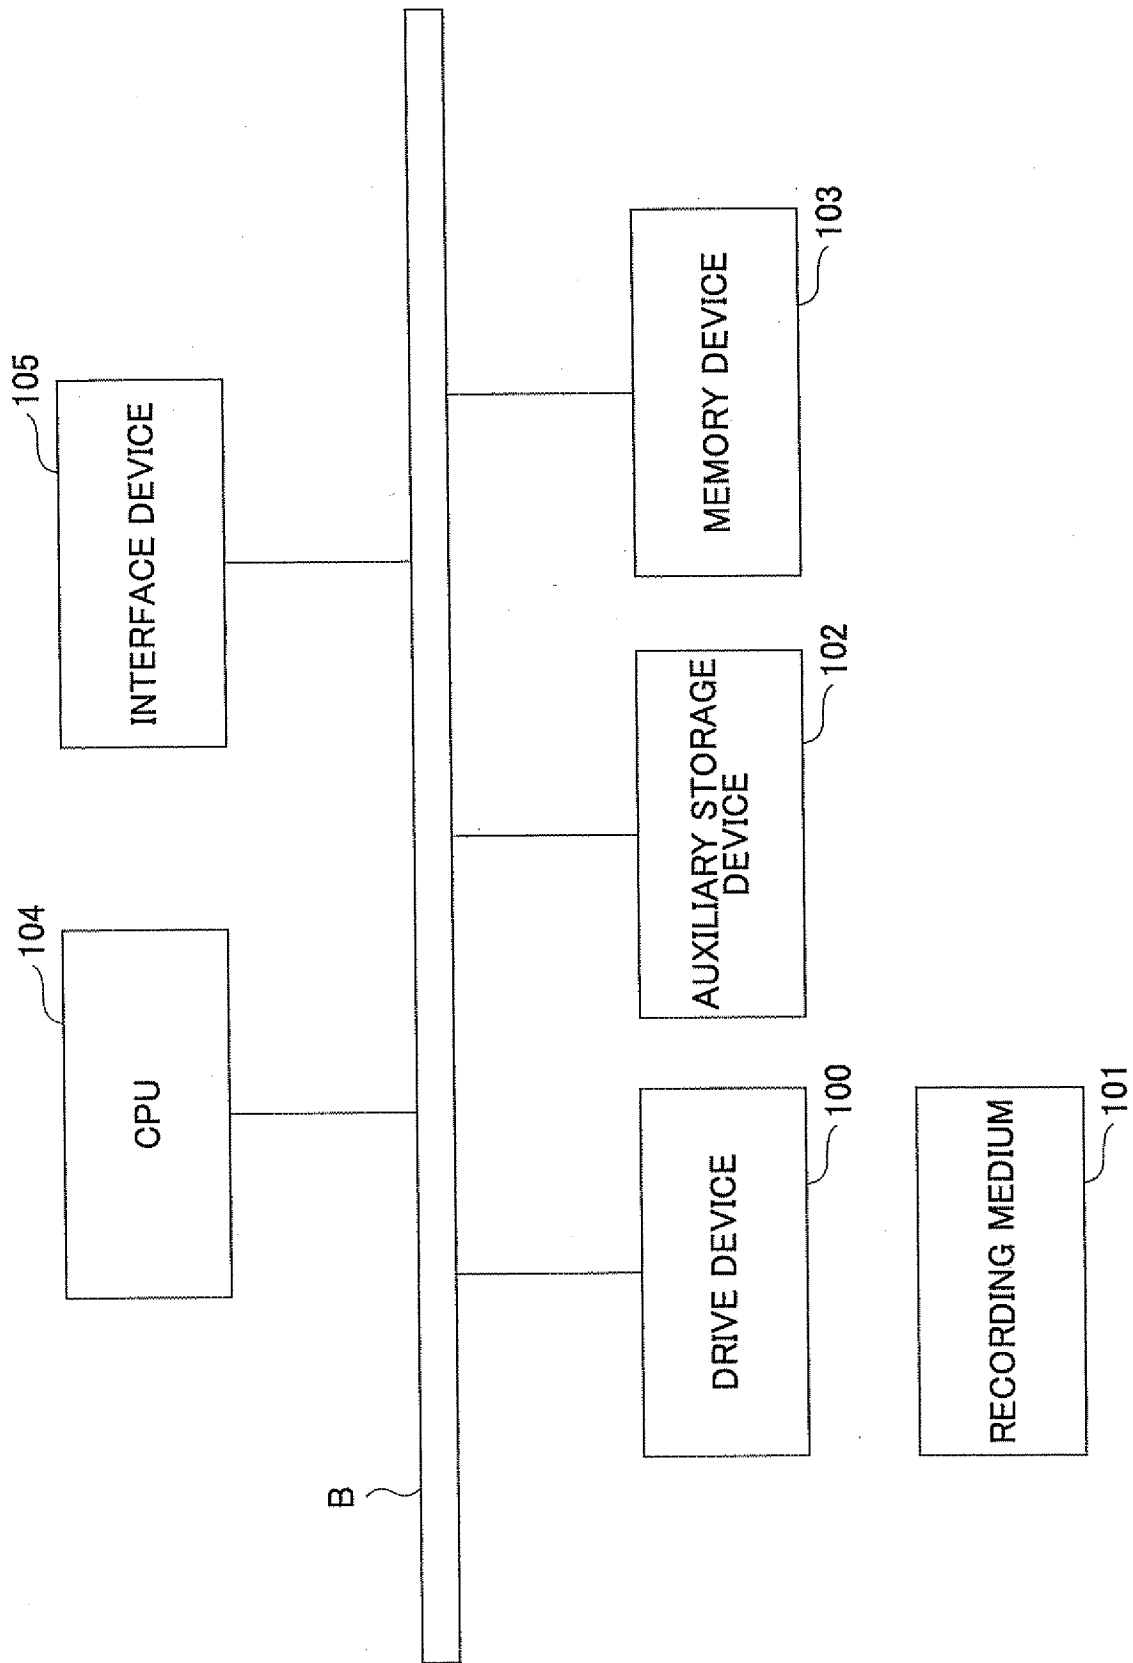 104
CPU
105
INTERFACE DEVICE
B
DRIVE DEVICE
100
AUXILIARY STORAGE
DEVICE
102
MEMORY DEVICE
103
RECORDING MEDIUM
101